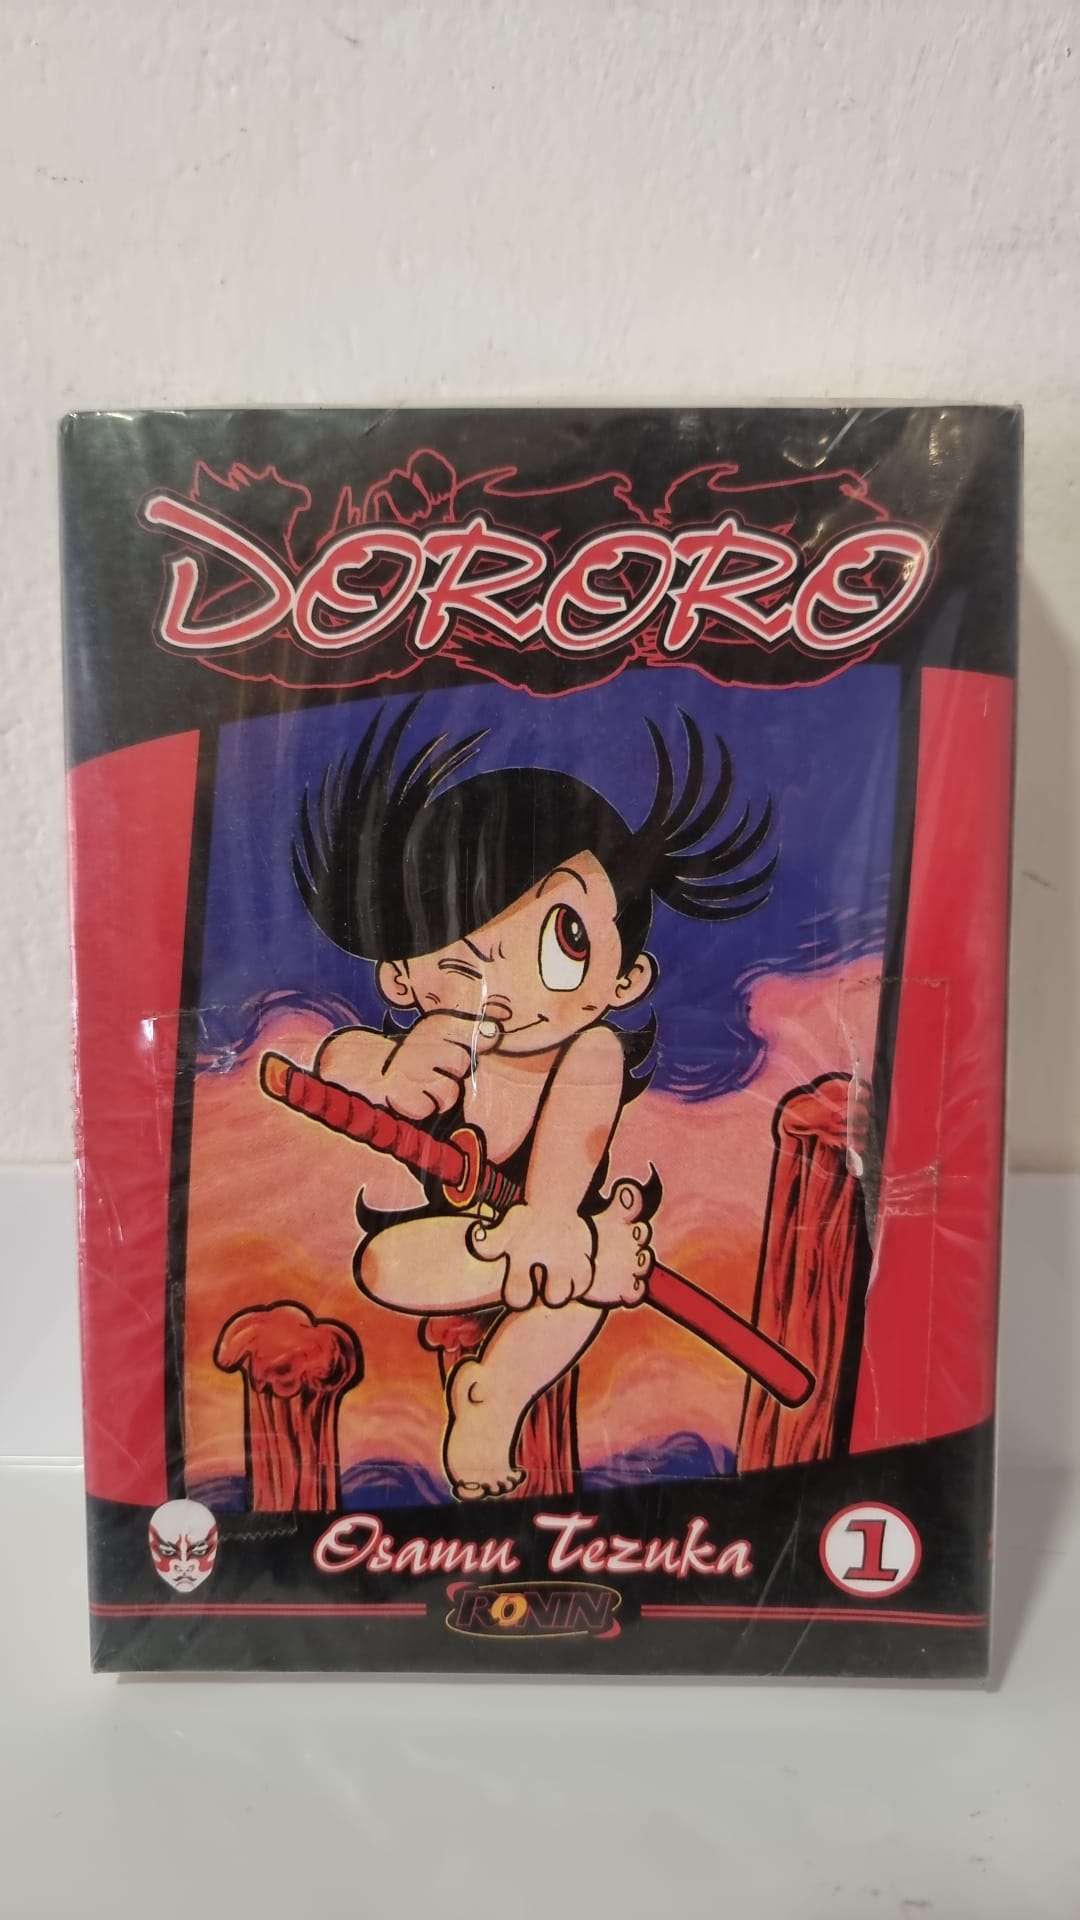 DORORO
Osamu Tezuka
1
RONIN